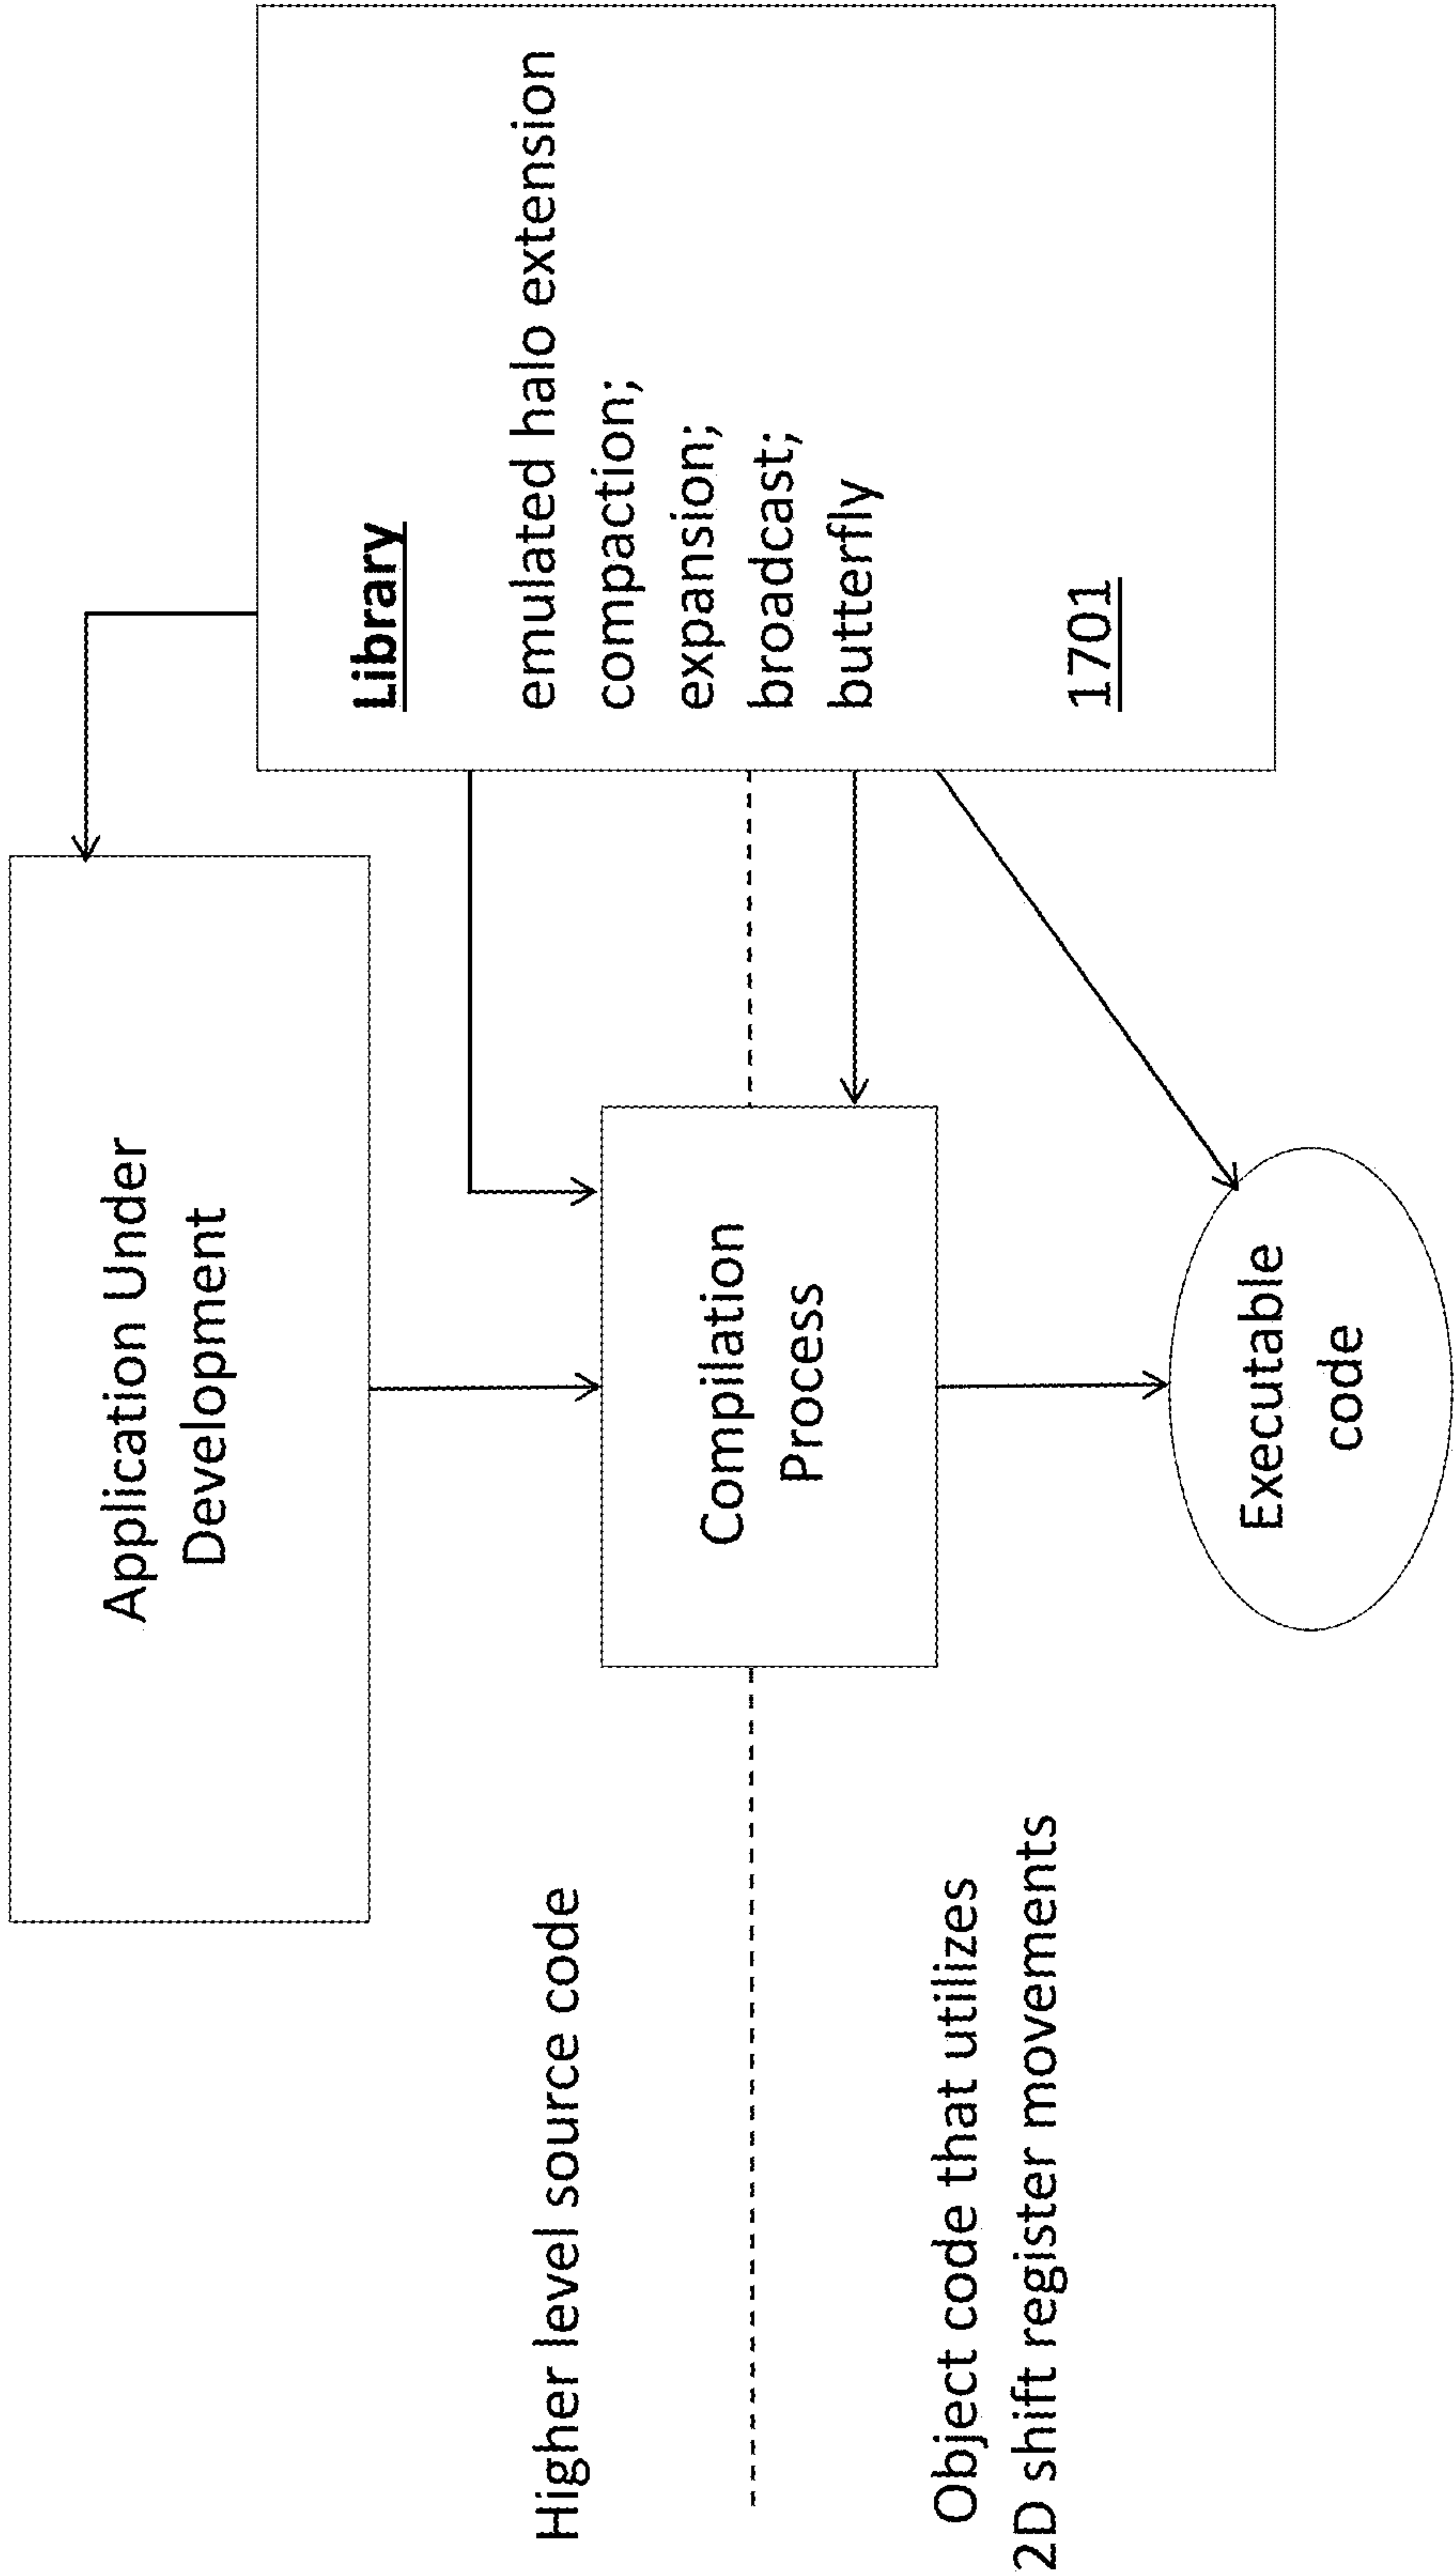 Application Under
Development
Higher level source code
Compilation
Process
Object code that utilizes
2D shift register movements
Executable
code
Library
emulated halo extension
compaction;
expansion;
broadcast;
butterfly
1701